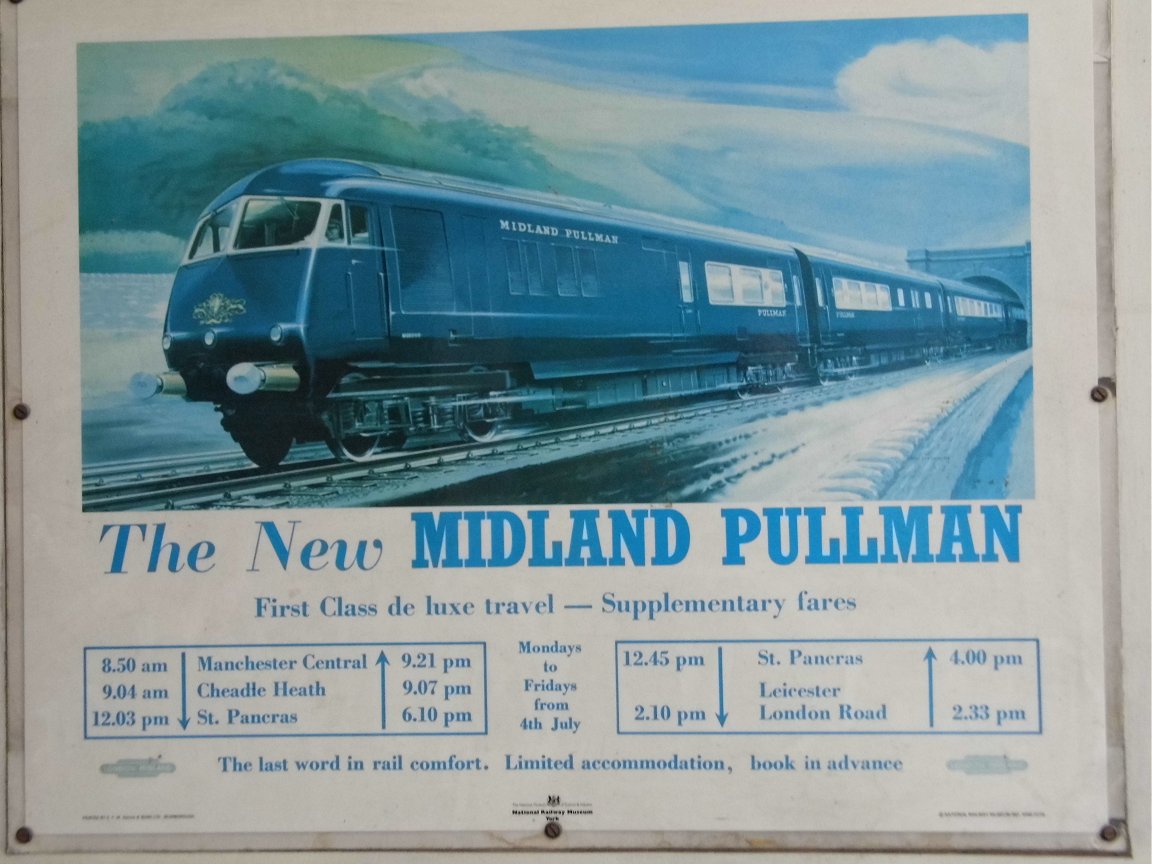 MIDLAND PULLMAN
PULLMAN
PULLMAN
The New MIDLAND PULLMAN
First Class de luxe travel — Supplementary fares
8.50 am Manchester Central 9.21 pm
9.04 am Cheadle Heath 9.07 pm
12.03 pm St. Pancras 6.10 pm
Mondays
to
Fridays
from
4th July
12.45 pm St. Pancras 4.00 pm
Leicester
2.10 pm London Road 2.33 pm
The last word in rail comfort. Limited accommodation, book in advance
National Railway Museum
York